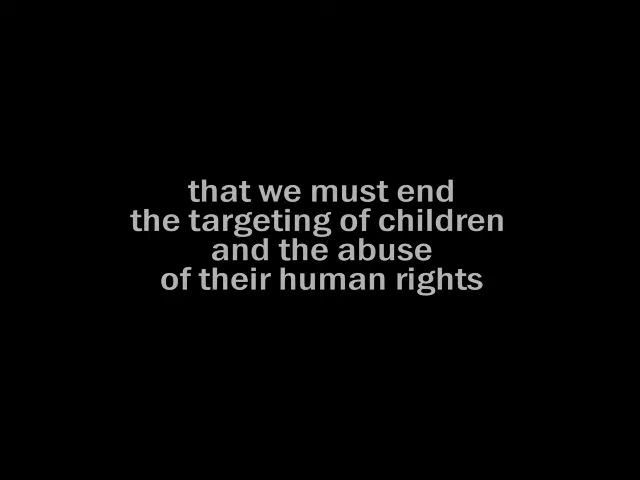 that we must end
the targeting of children
and the abuse
of their human rights